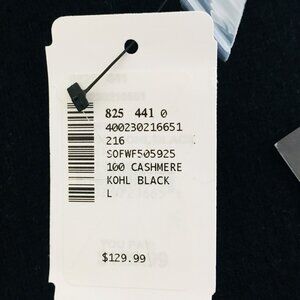 825 441 0
400230216651
216
SOFWF505925
100 CASHMERE
KOHL BLACK
L
$129.99